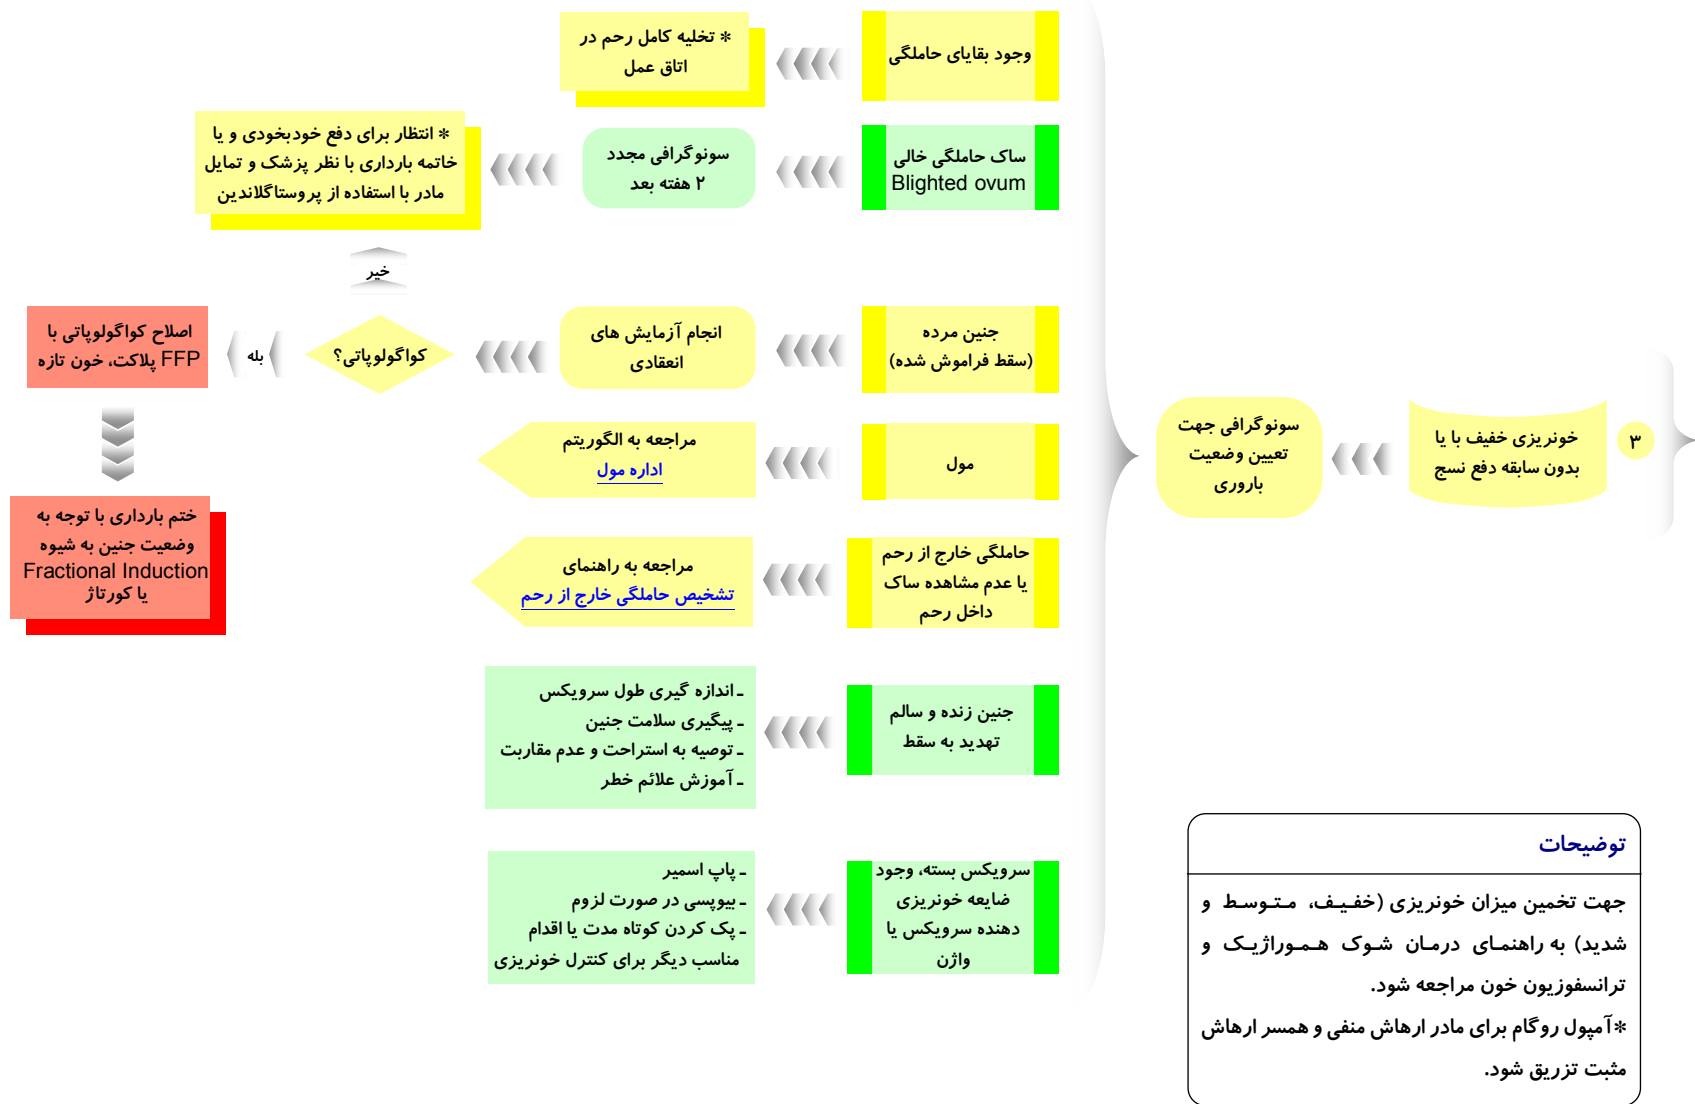 ۳
خونریزی خفیف با یا
بدون سابقه دفع نسج
سونوگرافی جهت
تعیین وضعیت
باروری
وجود بقایای حاملگی
* تخلیه کامل رحم در
اتاق عمل
ساک حاملگی خالی
Blighted ovum
سونوگرافی مجدد
۲ هفته بعد
* انتظار برای دفع خودبخودی و یا
خاتمه بارداری با نظر پزشک و تمایل
مادر با استفاده از پروستاگلاندین
جنین مرده
(سقط فراموش شده)
انجام آزمایش های
انعقادی
کواگولوپاتی؟
خیر
بله
اصلاح کواگولوپاتی با
FFP پلاکت، خون تازه
ختم بارداری با توجه به
وضعیت جنین به شیوه
Fractional Induction
یا کورتاژ
مول
مراجعه به الگوریتم
اداره مول
حاملگی خارج از رحم
یا عدم مشاهده ساک
داخل رحم
مراجعه به راهنمای
تشخیص حاملگی خارج از رحم
جنین زنده و سالم
تهدید به سقط
ـ اندازه گیری طول سرویکس
ـ پیگیری سلامت جنین
ـ توصیه به استراحت و عدم مقاربت
ـ آموزش علائم خطر
سرویکس بسته، وجود
ضایعه خونریزی
دهنده سرویکس یا
واژن
ـ پاپ اسمیر
ـ بیوپسی در صورت لزوم
ـ پک کردن کوتاه مدت یا اقدام
مناسب دیگر برای کنترل خونریزی
توضیحات
جهت تخمین میزان خونریزی (خفـیـف، مـتـوسـط و
شدید) به راهنمـای درمـان شـوک هـمـوراژیـک و
ترانسفوزیون خون مراجعه شود.
*آمپول روگام برای مادر ارهاش منفی و همسر ارهاش
مثبت تزریق شود.